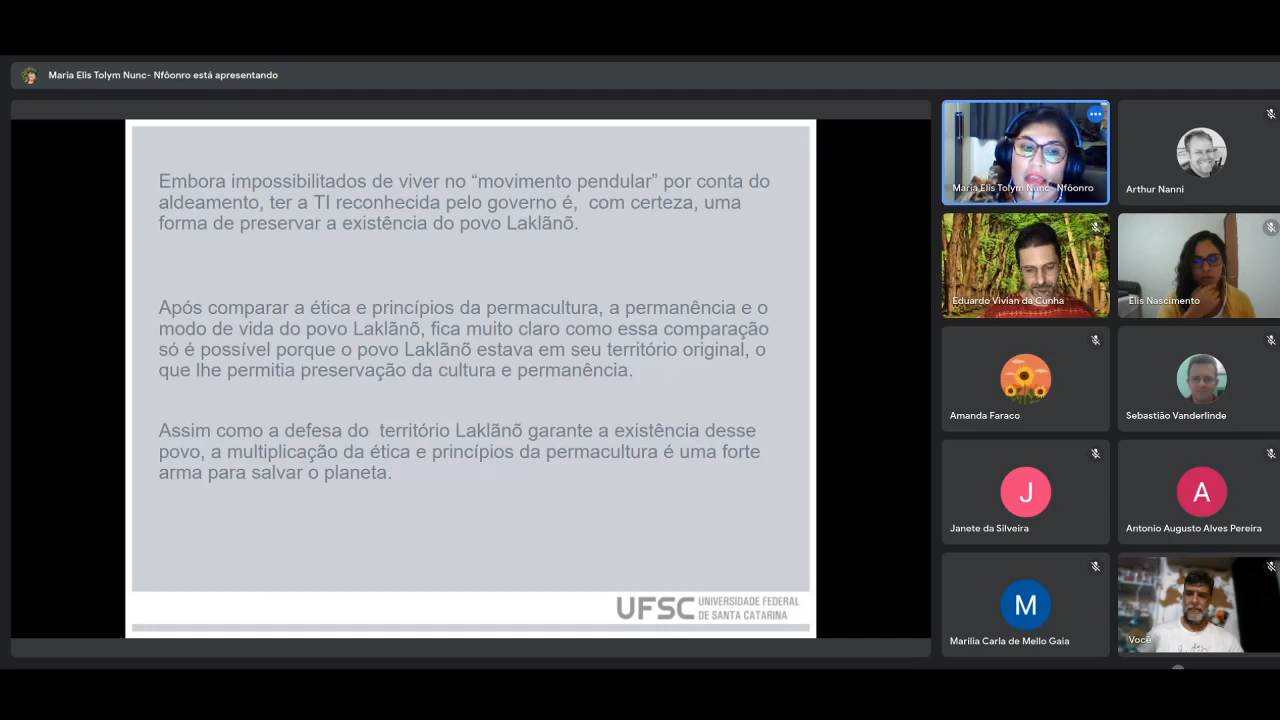 Maria Elis Tolym Nunc- Nfôonro está apresentando
Embora impossibilitados de viver no “movimento pendular” por conta do
aldeamento, ter a TI reconhecida pelo governo é,  com certeza, uma
forma de preservar a existência do povo Laklãnõ.
Após comparar a ética e princípios da permacultura, a permanência e o
modo de vida do povo Laklãnõ, fica muito claro como essa comparação
só é possível porque o povo Laklãnõ estava em seu território original, o
que lhe permitia preservação da cultura e permanência.
Assim como a defesa do  território Laklãnõ garante a existência desse
povo, a multiplicação da ética e princípios da permacultura é uma forte
arma para salvar o planeta.
UFSC
UNIVERSIDADE FEDERAL
DE SANTA CATARINA
Maria Elis Tolym Nunc- Nfôonro
Arthur Nanni
Eduardo Vivian da Cunha
Elis Nascimento
Amanda Faraco
Sebastião Vanderlinde
J
Janete da Silveira
A
Antonio Augusto Alves Pereira
M
Marilia Carla de Mello Gaia
Você